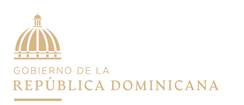 GOBIERNO DE LA
REPÚBLICA DOMINICANA